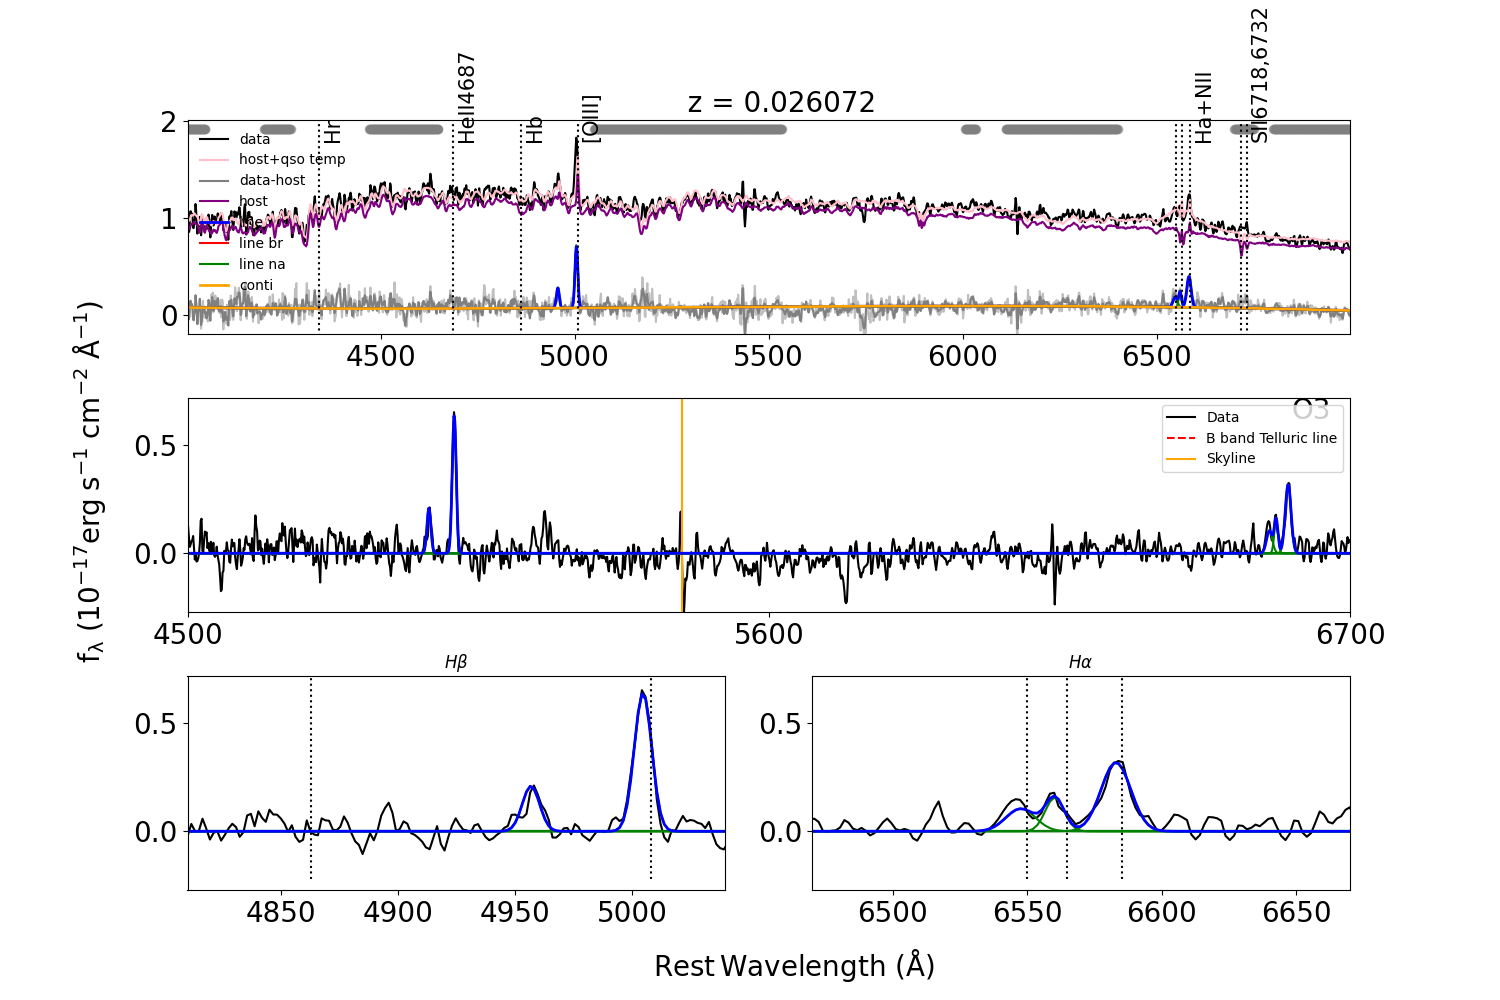 z = 0.026072
Hr
HeII4687
Hb
[OIII]
Ha+NII
SII6718,6732
data
host+qso temp
data-host
host
line br
line na
conti
2
1
0
4500 5000 5500 6000 6500
O3
Data
B band Telluric line
Skyline
0.5
0.0
4500 5600 6700
fλ (10⁻¹⁷erg s⁻¹ cm⁻² Å⁻¹)
Hβ
0.5
0.0
4850 4900 4950 5000
Hα
0.5
0.0
6500 6550 6600 6650
Rest Wavelength (Å)